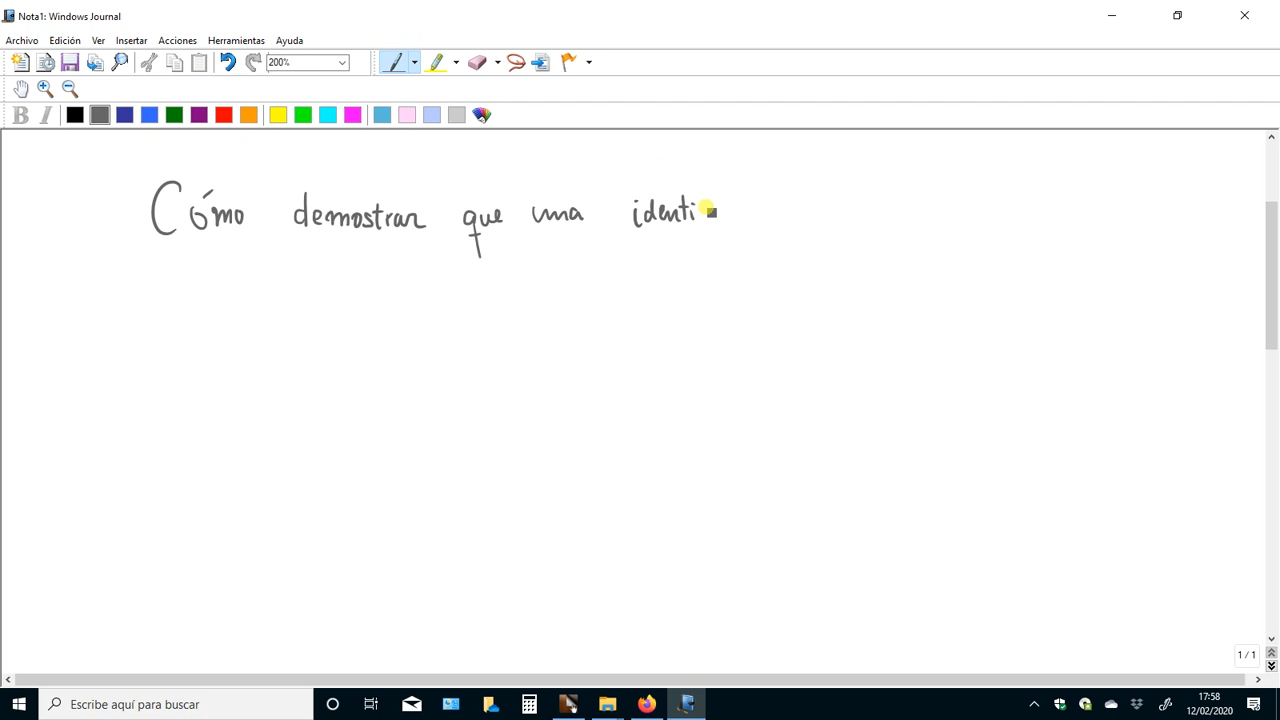 Nota1: Windows Journal
Archivo Edición Ver Insertar Acciones Herramientas Ayuda
200%
B I
Cómo demostrar que una identi
1 / 1
Escribe aquí para buscar
17:58
12/02/2020